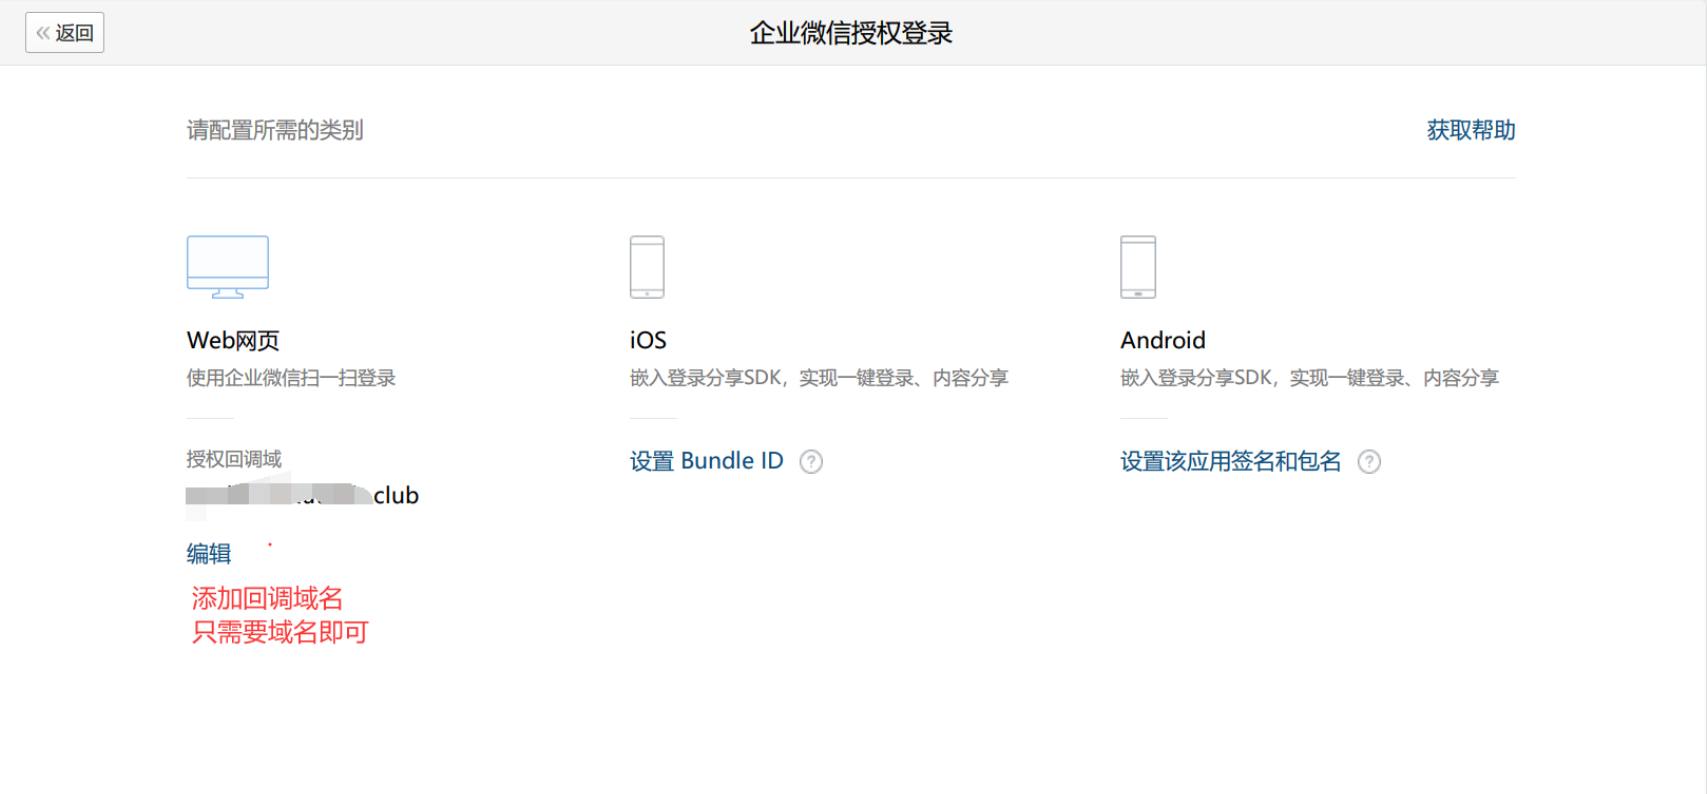 « 返回
企业微信授权登录
请配置所需的类别
获取帮助
Web网页
使用企业微信扫一扫登录
授权回调域
club
编辑
添加回调域名
只需要域名即可
iOS
嵌入登录分享SDK，实现一键登录、内容分享
设置 Bundle ID ?
Android
嵌入登录分享SDK，实现一键登录、内容分享
设置该应用签名和包名 ?